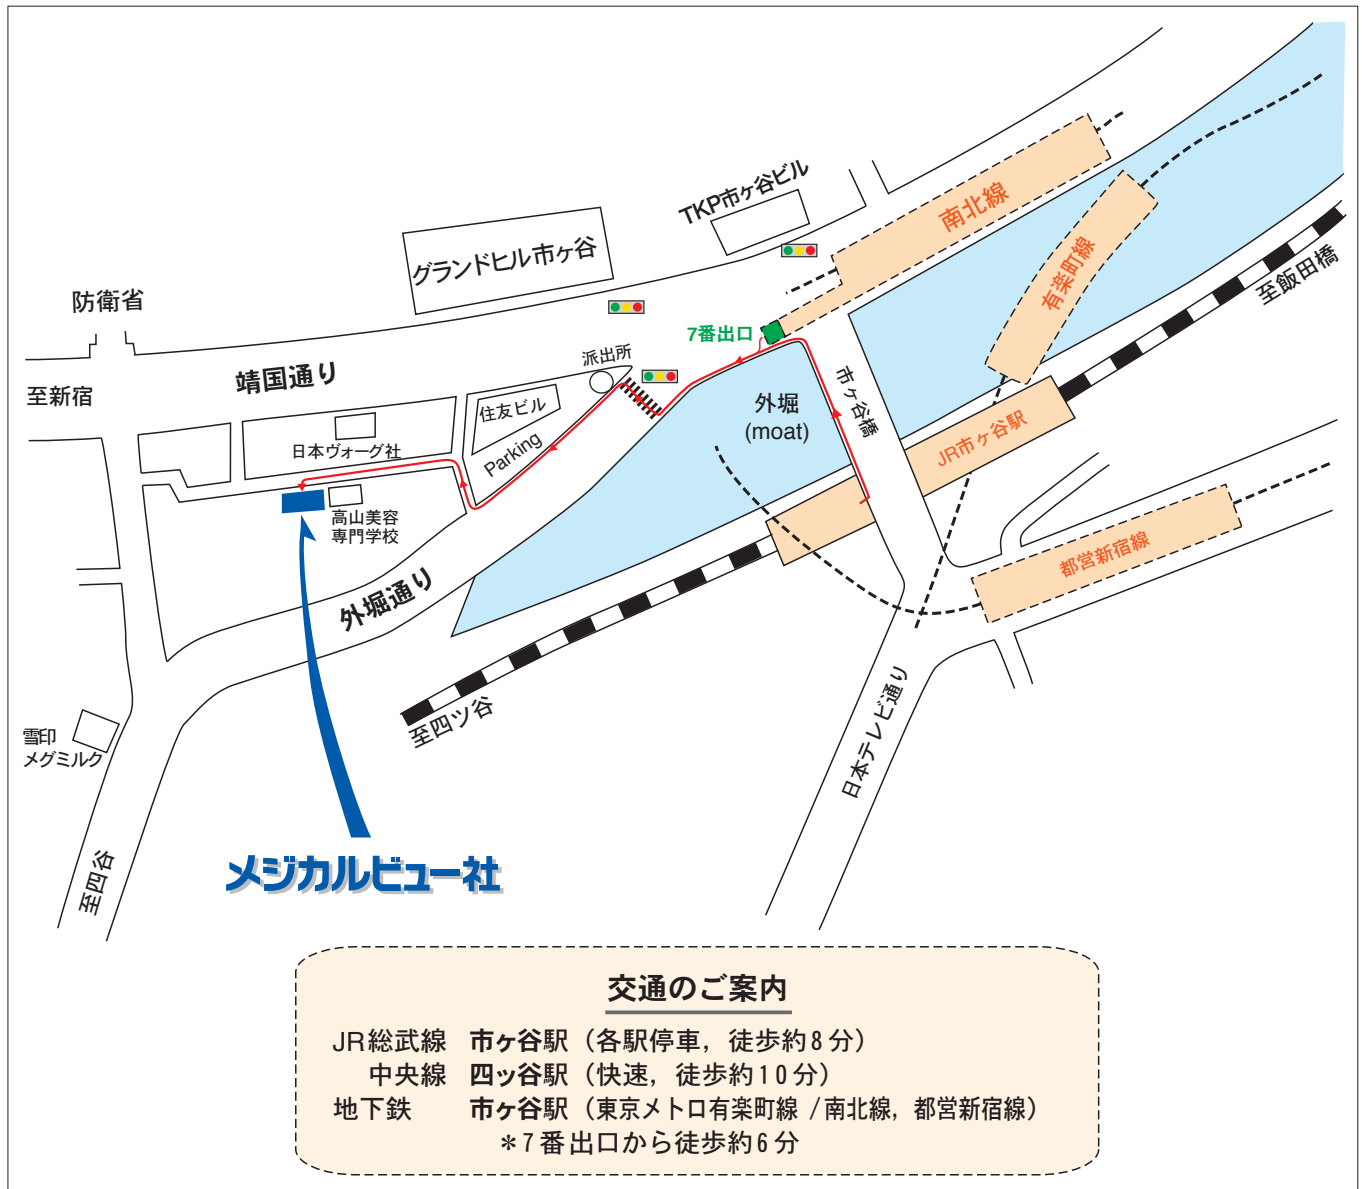 TKP市ヶ谷ビル
南北線
グランドヒル市ヶ谷
有楽町線
至飯田橋
防衛省
7番出口
派出所
靖国通り
至新宿
市ヶ谷橋
外堀
(moat)
住友ビル
JR市ヶ谷駅
日本ヴォーグ社
Parking
高山美容
専門学校
都営新宿線
外堀通り
至四ツ谷
日本テレビ通り
雪印
メグミルク
至四谷
メジカルビュー社
交通のご案内
JR総武線 市ヶ谷駅（各駅停車，徒歩約8分）
中央線 四ッ谷駅（快速，徒歩約10分）
地下鉄 市ヶ谷駅（東京メトロ有楽町線 /南北線，都営新宿線）
＊7番出口から徒歩約6分